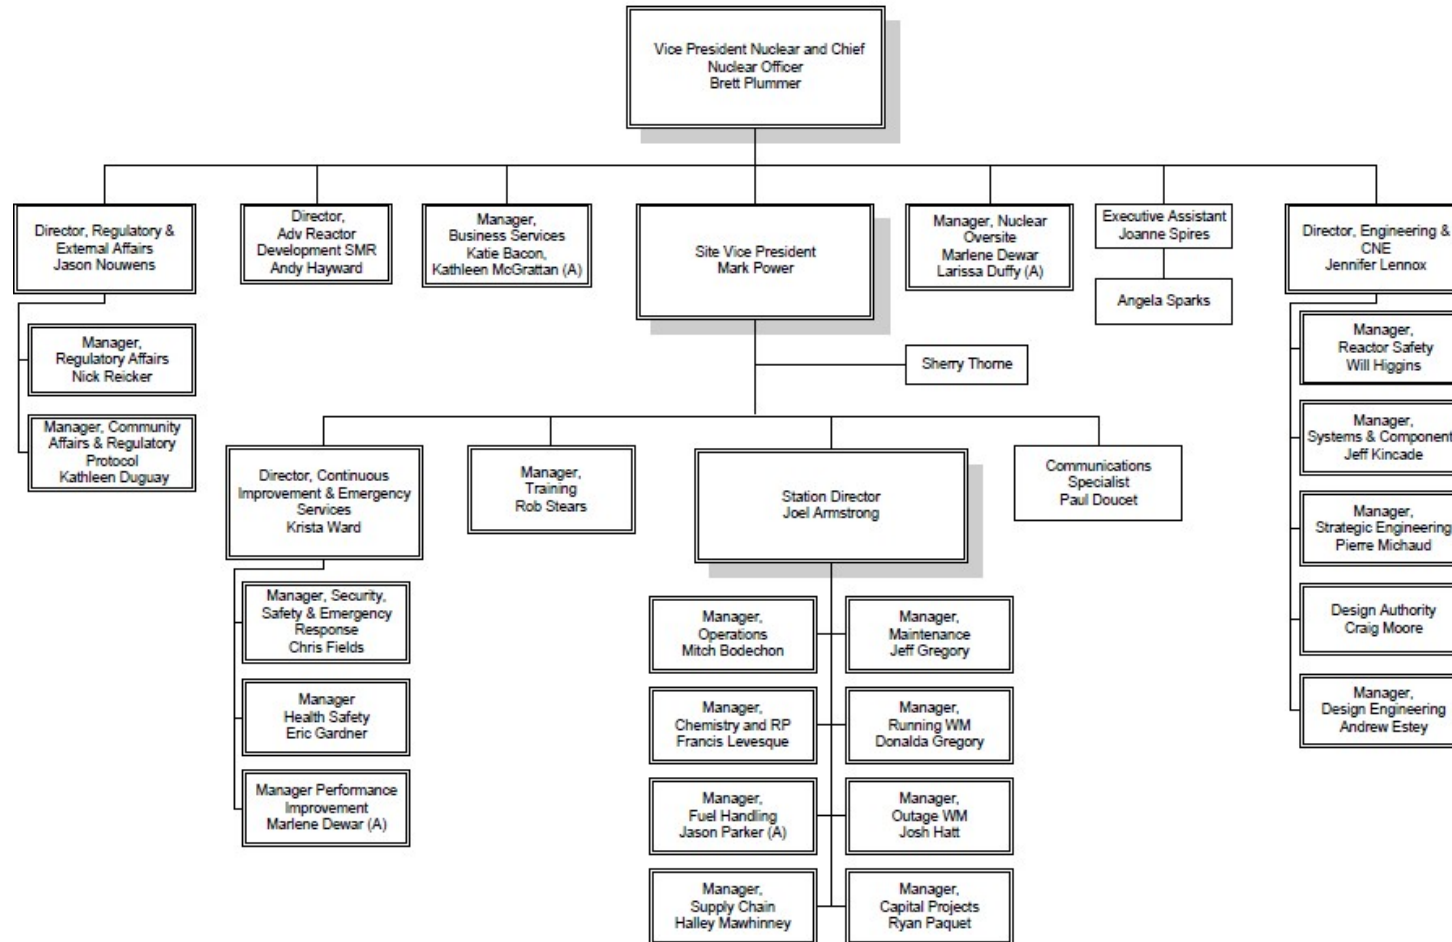 Vice President Nuclear and Chief
Nuclear Officer
Brett Plummer
Director, Regulatory &
External Affairs
Jason Nouwens
Director,
Adv Reactor
Development SMR
Andy Hayward
Manager,
Business Services
Katie Bacon,
Kathleen McGrattan (A)
Site Vice President
Mark Power
Manager, Nuclear
Oversite
Marlene Dewar
Larissa Duffy (A)
Executive Assistant
Joanne Spires
Angela Sparks
Director, Engineering &
CNE
Jennifer Lennox
Manager,
Regulatory Affairs
Nick Reicker
Manager, Community
Affairs & Regulatory
Protocol
Kathleen Duguay
Sherry Thorne
Manager,
Reactor Safety
Will Higgins
Manager,
Systems & Component
Jeff Kincade
Manager,
Strategic Engineering
Pierre Michaud
Design Authority
Craig Moore
Manager,
Design Engineering
Andrew Estey
Director, Continuous
Improvement & Emergency
Services
Krista Ward
Manager,
Training
Rob Stears
Station Director
Joel Armstrong
Communications
Specialist
Paul Doucet
Manager, Security,
Safety & Emergency
Response
Chris Fields
Manager
Health Safety
Eric Gardner
Manager Performance
Improvement
Marlene Dewar (A)
Manager,
Operations
Mitch Bodechon
Manager,
Maintenance
Jeff Gregory
Manager,
Chemistry and RP
Francis Levesque
Manager,
Running WM
Donalda Gregory
Manager,
Fuel Handling
Jason Parker (A)
Manager,
Outage WM
Josh Hatt
Manager,
Supply Chain
Halley Mawhinney
Manager,
Capital Projects
Ryan Paquet